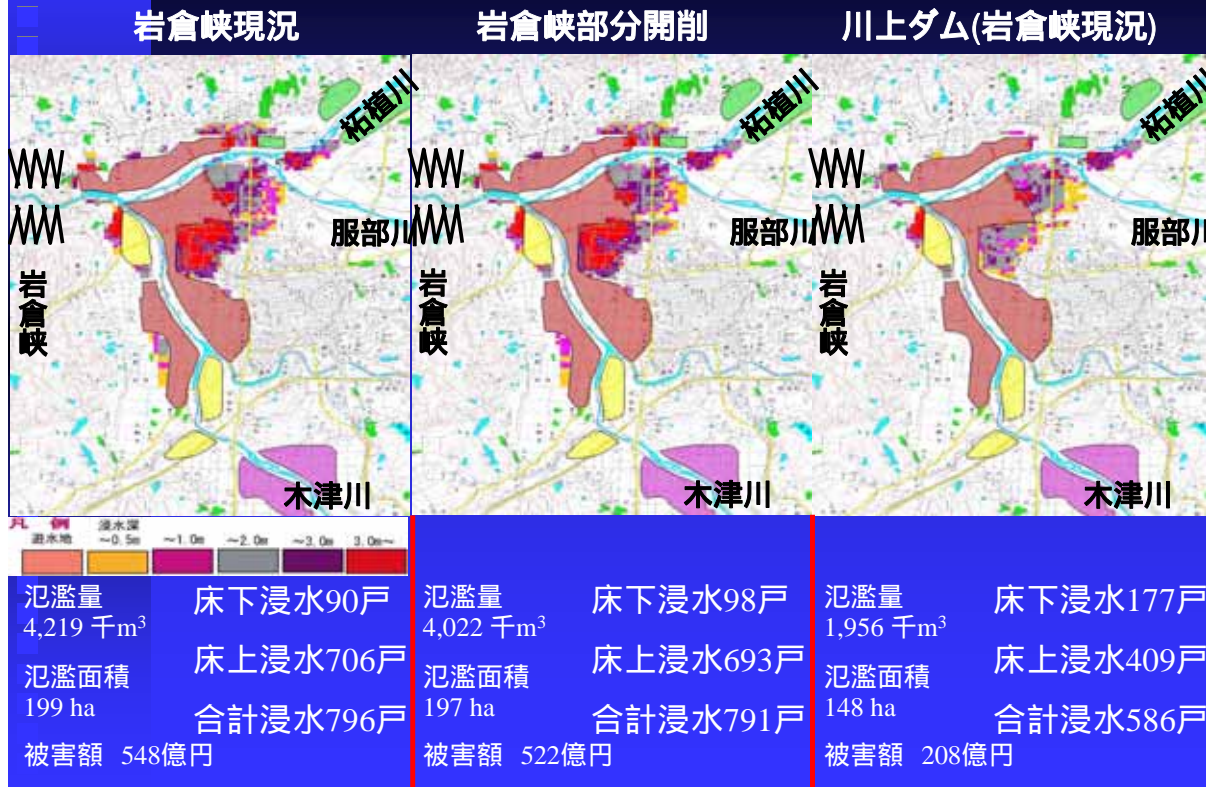 岩倉峡現況
岩倉峡部分開削
川上ダム(岩倉峡現況)
柘植川
服部川
岩倉峡
木津川
柘植川
服部川
岩倉峡
木津川
柘植川
服部川
岩倉峡
木津川
凡 例
遊水地
浸水深
~0.5m
~1.0m
~2.0m
~3.0m
3.0m~
氾濫量
4,219 千m³
氾濫面積
199 ha
床下浸水90戸
床上浸水706戸
合計浸水796戸
被害額 548億円
氾濫量
4,022 千m³
氾濫面積
197 ha
床下浸水98戸
床上浸水693戸
合計浸水791戸
被害額 522億円
氾濫量
1,956 千m³
氾濫面積
148 ha
床下浸水177戸
床上浸水409戸
合計浸水586戸
被害額 208億円